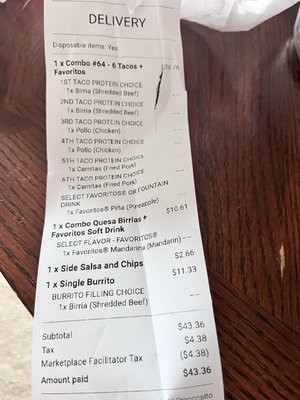 DELIVERY
Disposable items Yes
1 x Combo #64 - 6 Tacos + $18.76
Favoritos
1ST TACO PROTEIN CHOICE
1x Birria (Shredded Beef) --
2ND TACO PROTEIN CHOICE
1x Birria (Shredded Beef) --
3RD TACO PROTEIN CHOICE
1x Pollo (Chicken) --
4TH TACO PROTEIN CHOICE
1x Pollo (Chicken) --
5TH TACO PROTEIN CHOICE
1x Carnitas (Fried Pork) --
6TH TACO PROTEIN CHOICE
1x Carnitas (Fried Pork) --
SELECT FAVORITOS® OR FOUNTAIN
DRINK
1x Favoritos® Piña (Pineapple) --
1 x Combo Quesa Birrias + $10.61
Favoritos Soft Drink
SELECT FLAVOR - FAVORITOS®
1x Favoritos® Mandarina (Mandarin) --
1 x Side Salsa and Chips $2.66
1 x Single Burrito $11.33
BURRITO FILLING CHOICE
1x Birria (Shredded Beef) --
Subtotal $43.36
Tax $4.38
Marketplace Facilitator Tax ($4.38)
Amount paid $43.36